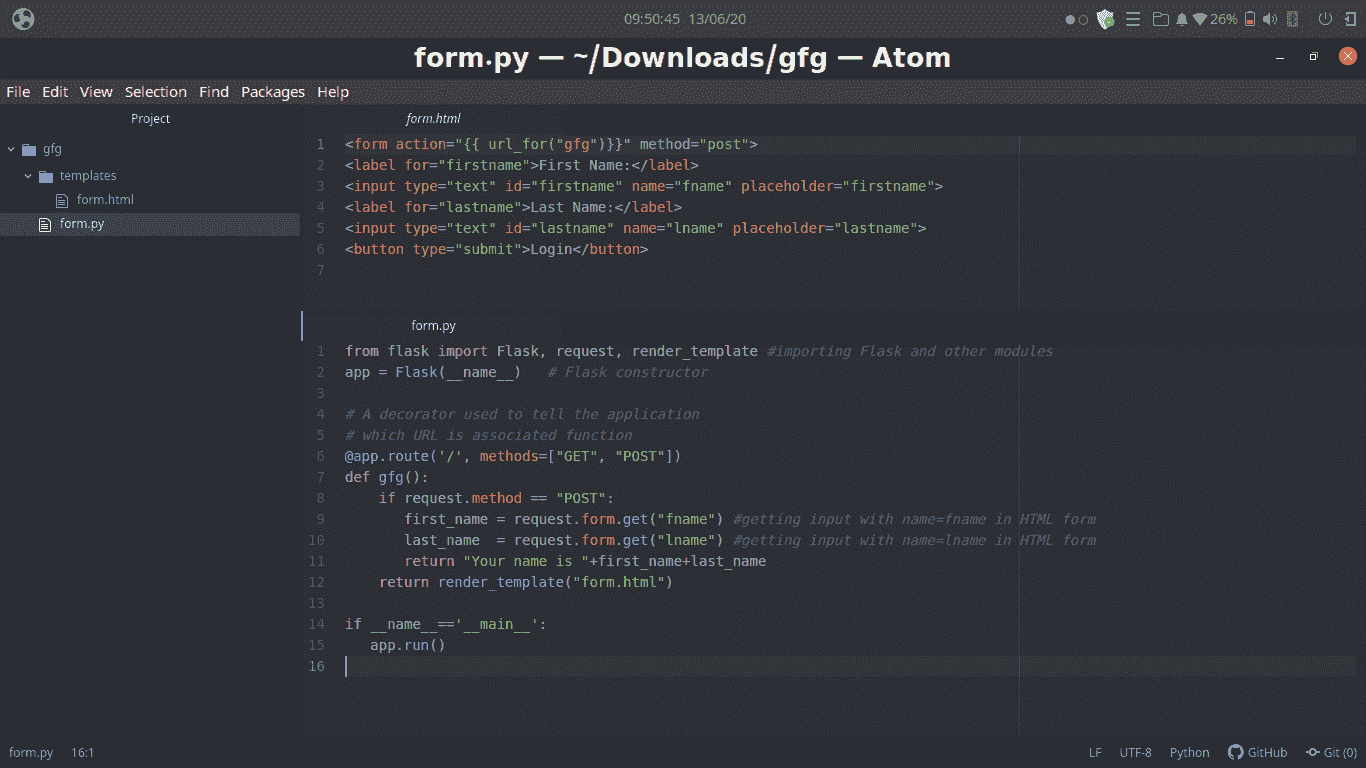 09:50:45 13/06/20
26%
form.py — ~/Downloads/gfg — Atom
File Edit View Selection Find Packages Help
Project
gfg
templates
form.html
form.py
form.html
1 <form action="{{ url_for("gfg")}}" method="post">
2 <label for="firstname">First Name:</label>
3 <input type="text" id="firstname" name="fname" placeholder="firstname">
4 <label for="lastname">Last Name:</label>
5 <input type="text" id="lastname" name="lname" placeholder="lastname">
6 <button type="submit">Login</button>
7
form.py
1 from flask import Flask, request, render_template #importing Flask and other modules
2 app = Flask(__name__)   # Flask constructor
3
4 # A decorator used to tell the application
5 # which URL is associated function
6 @app.route('/', methods=["GET", "POST"])
7 def gfg():
8     if request.method == "POST":
9        first_name = request.form.get("fname") #getting input with name=fname in HTML form
10        last_name  = request.form.get("lname") #getting input with name=lname in HTML form
11        return "Your name is "+first_name+last_name
12     return render_template("form.html")
13
14 if __name__=='__main__':
15    app.run()
16
form.py 16:1 LF UTF-8 Python GitHub Git (0)